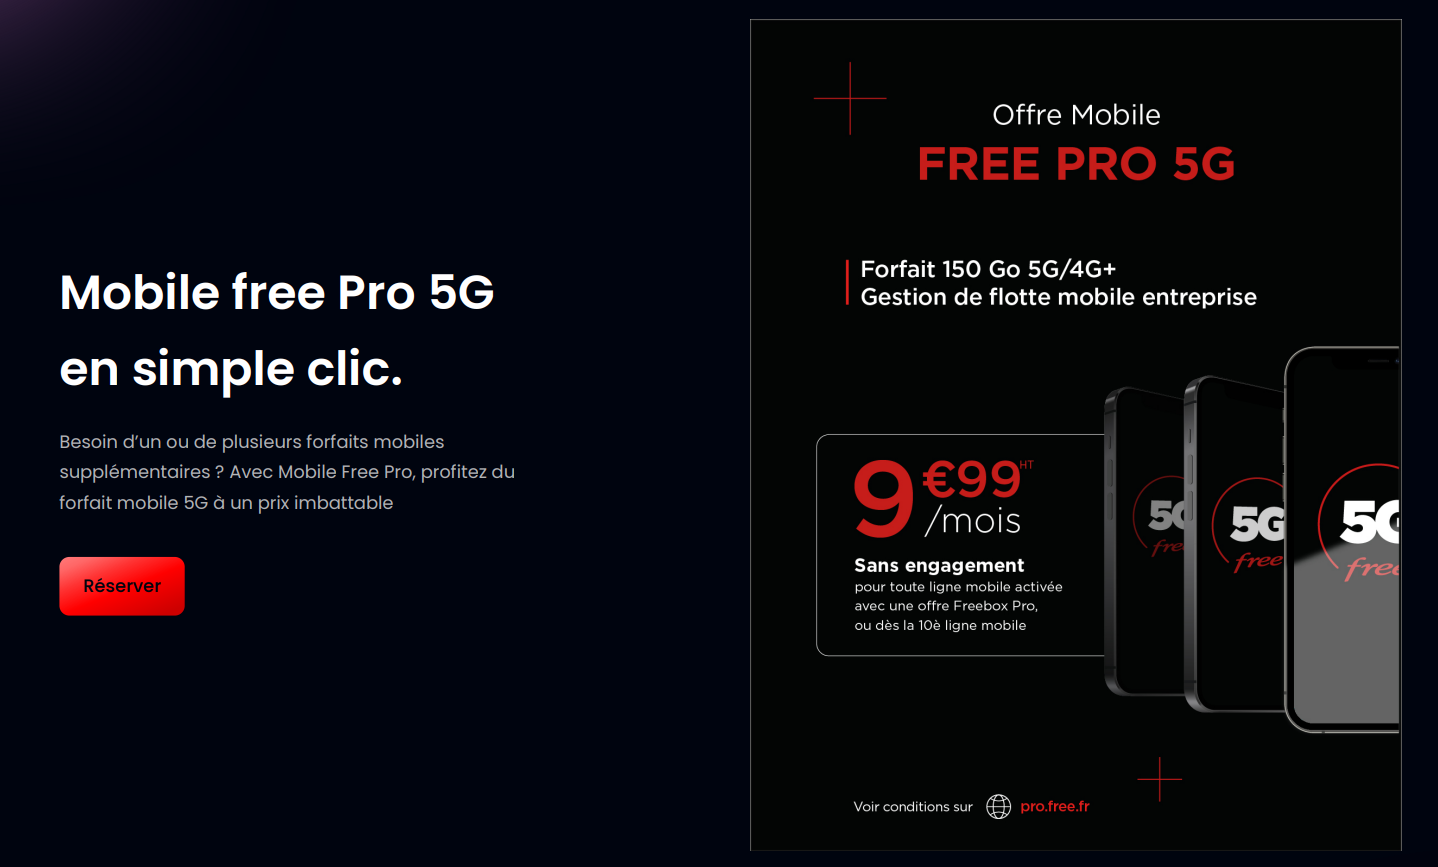 Mobile free Pro 5G
en simple clic.
Besoin d’un ou de plusieurs forfaits mobiles
supplémentaires ? Avec Mobile Free Pro, profitez du
forfait mobile 5G à un prix imbattable
Réserver
Offre Mobile
FREE PRO 5G
Forfait 150 Go 5G/4G+
Gestion de flotte mobile entreprise
9€99 HT
/mois
Sans engagement
pour toute ligne mobile activée
avec une offre Freebox Pro,
ou dès la 10è ligne mobile
5G
free
5G
free
5G
free
Voir conditions sur pro.free.fr